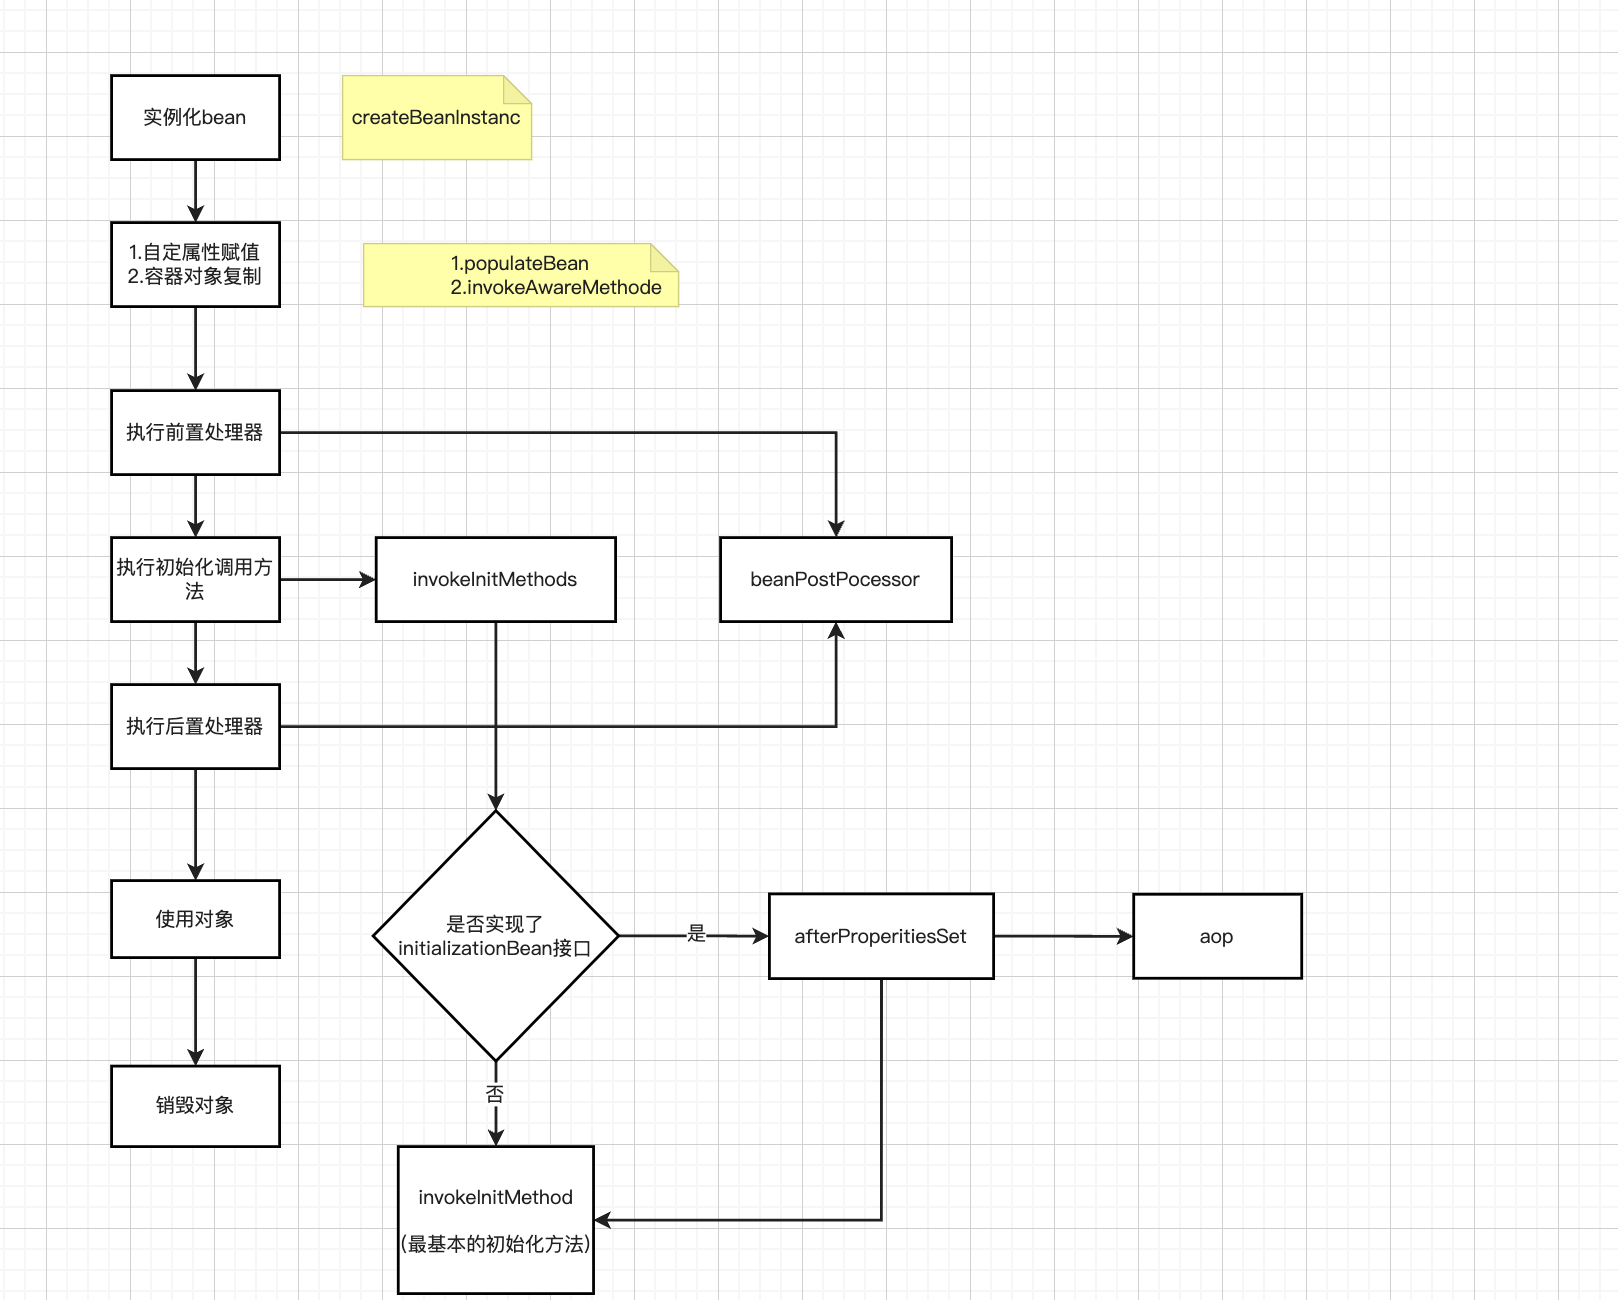 实例化bean
createBeanInstanc
1.自定属性赋值
2.容器对象复制
1.populateBean
2.invokeAwareMethode
执行前置处理器
执行初始化调用方
法
invokeInitMethods
beanPostPocessor
执行后置处理器
使用对象
是否实现了
initializationBean接口
是
afterProperitiesSet
aop
销毁对象
否
invokeInitMethod
(最基本的初始化方法)